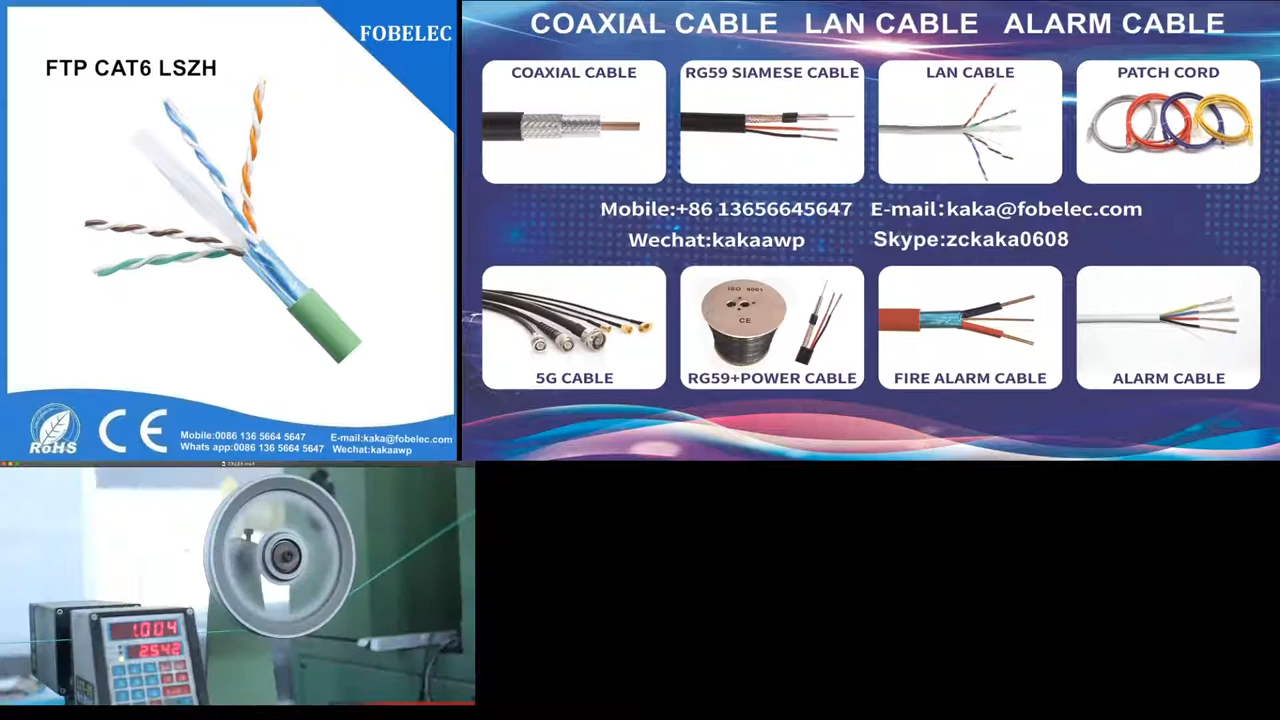 FOBELEC
FTP CAT6 LSZH
RoHS
CE
Mobile:0086 136 5664 5647 E-mail:kaka@fobelec.com
Whats app:0086 136 5664 5647 Wechat:kakaawp
COAXIAL CABLE LAN CABLE ALARM CABLE
COAXIAL CABLE
RG59 SIAMESE CABLE
LAN CABLE
PATCH CORD
Mobile:+86 13656645647 E-mail:kaka@fobelec.com
Wechat:kakaawp Skype:zckaka0608
ISO 9001
CE
5G CABLE
RG59+POWER CABLE
FIRE ALARM CABLE
ALARM CABLE
1.004
2542